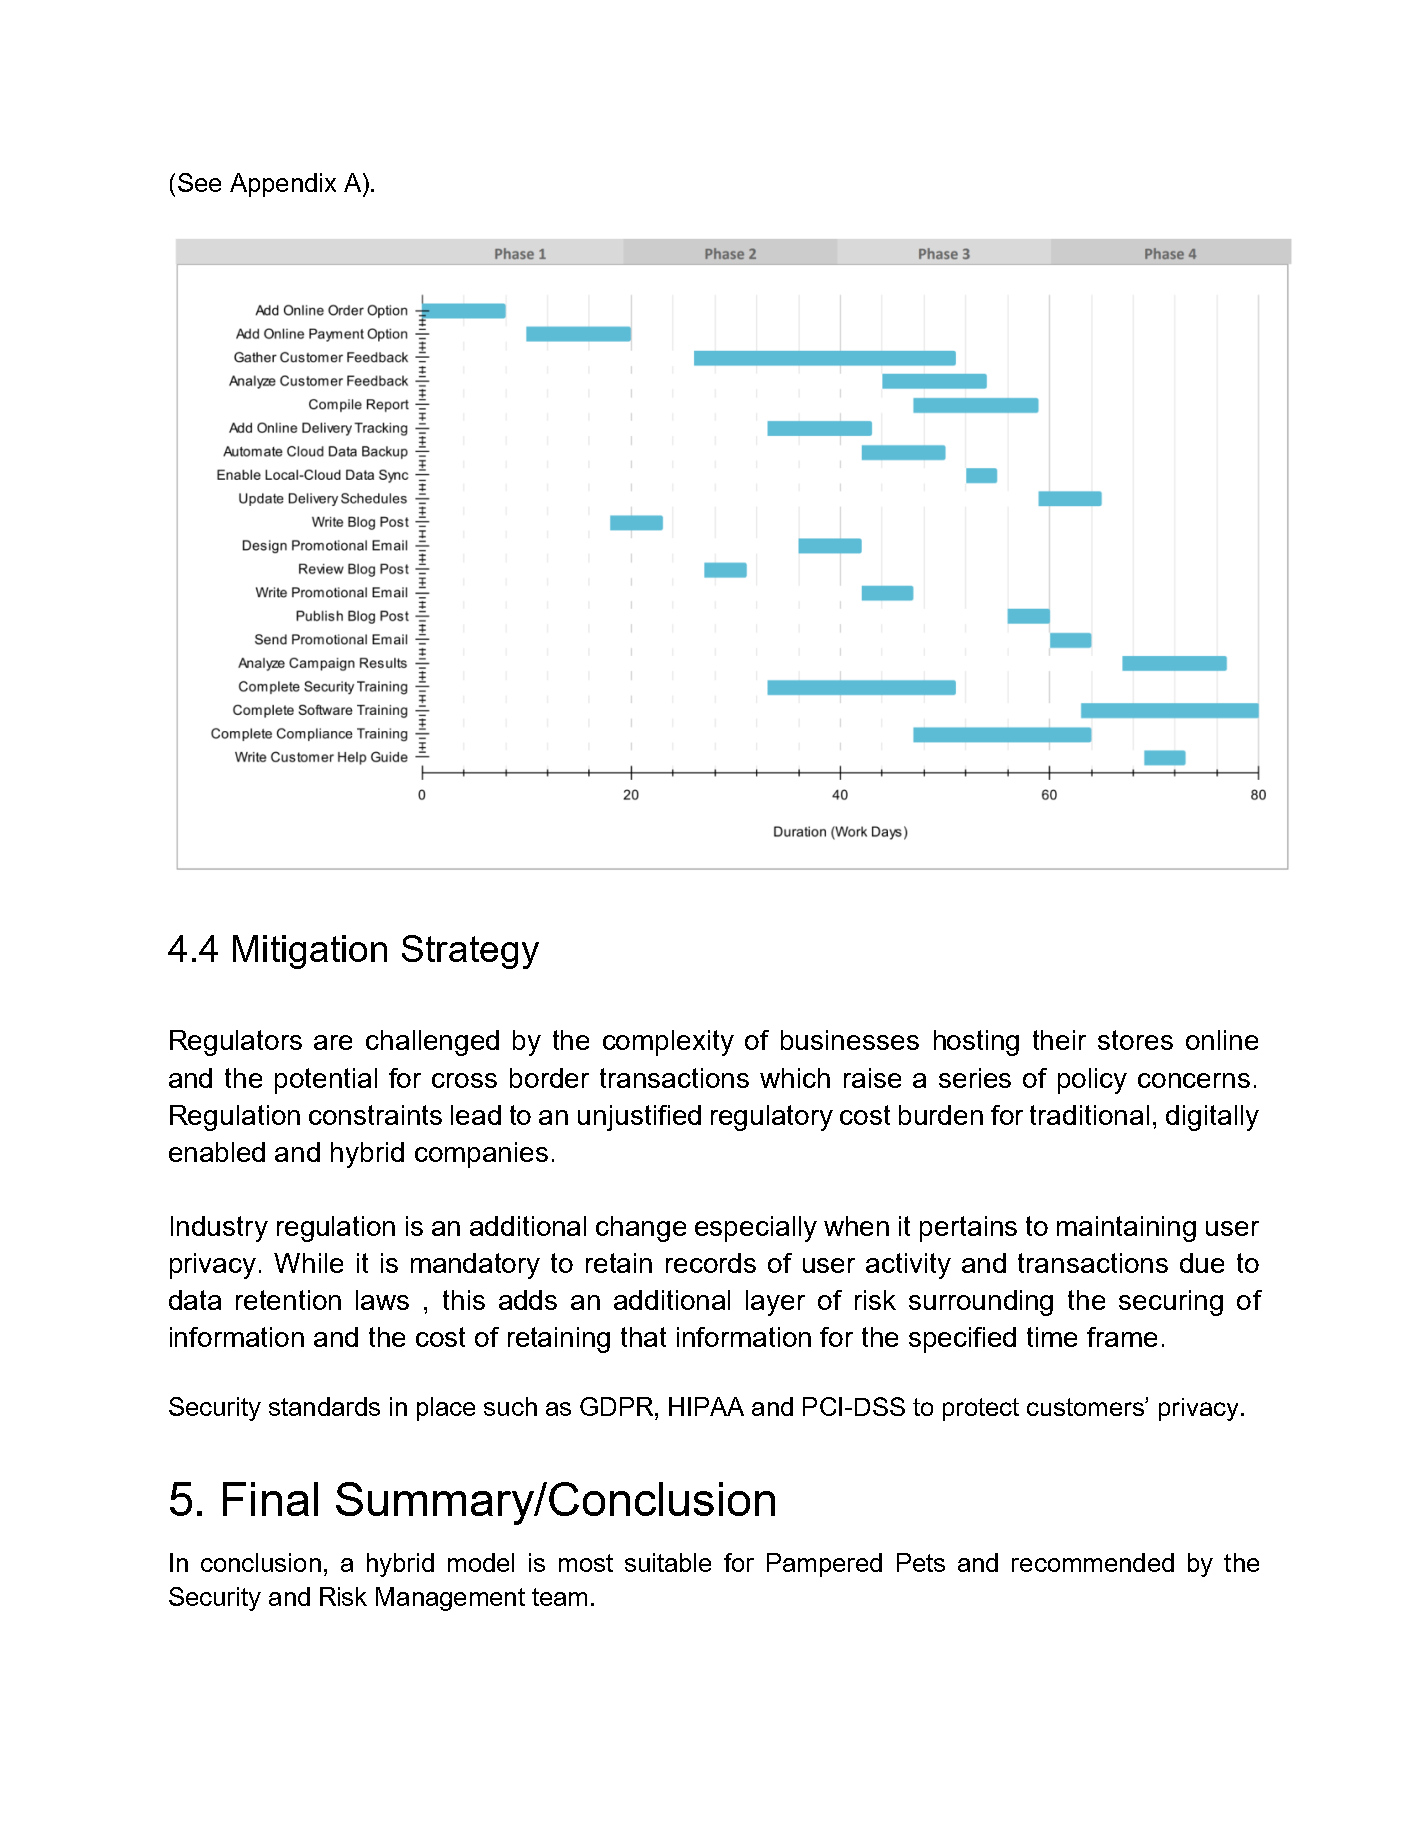 (See Appendix A).
Phase 1 Phase 2 Phase 3 Phase 4
Add Online Order Option
Add Online Payment Option
Gather Customer Feedback
Analyze Customer Feedback
Compile Report
Add Online Delivery Tracking
Automate Cloud Data Backup
Enable Local-Cloud Data Sync
Update Delivery Schedules
Write Blog Post
Design Promotional Email
Review Blog Post
Write Promotional Email
Publish Blog Post
Send Promotional Email
Analyze Campaign Results
Complete Security Training
Complete Software Training
Complete Compliance Training
Write Customer Help Guide
0 20 40 60 80
Duration (Work Days)
4.4 Mitigation Strategy
Regulators are challenged by the complexity of businesses hosting their stores online
and the potential for cross border transactions which raise a series of policy concerns.
Regulation constraints lead to an unjustified regulatory cost burden for traditional, digitally
enabled and hybrid companies.
Industry regulation is an additional change especially when it pertains to maintaining user
privacy. While it is mandatory to retain records of user activity and transactions due to
data retention laws , this adds an additional layer of risk surrounding the securing of
information and the cost of retaining that information for the specified time frame.
Security standards in place such as GDPR, HIPAA and PCI-DSS to protect customers’ privacy.
5. Final Summary/Conclusion
In conclusion, a hybrid model is most suitable for Pampered Pets and recommended by the
Security and Risk Management team.